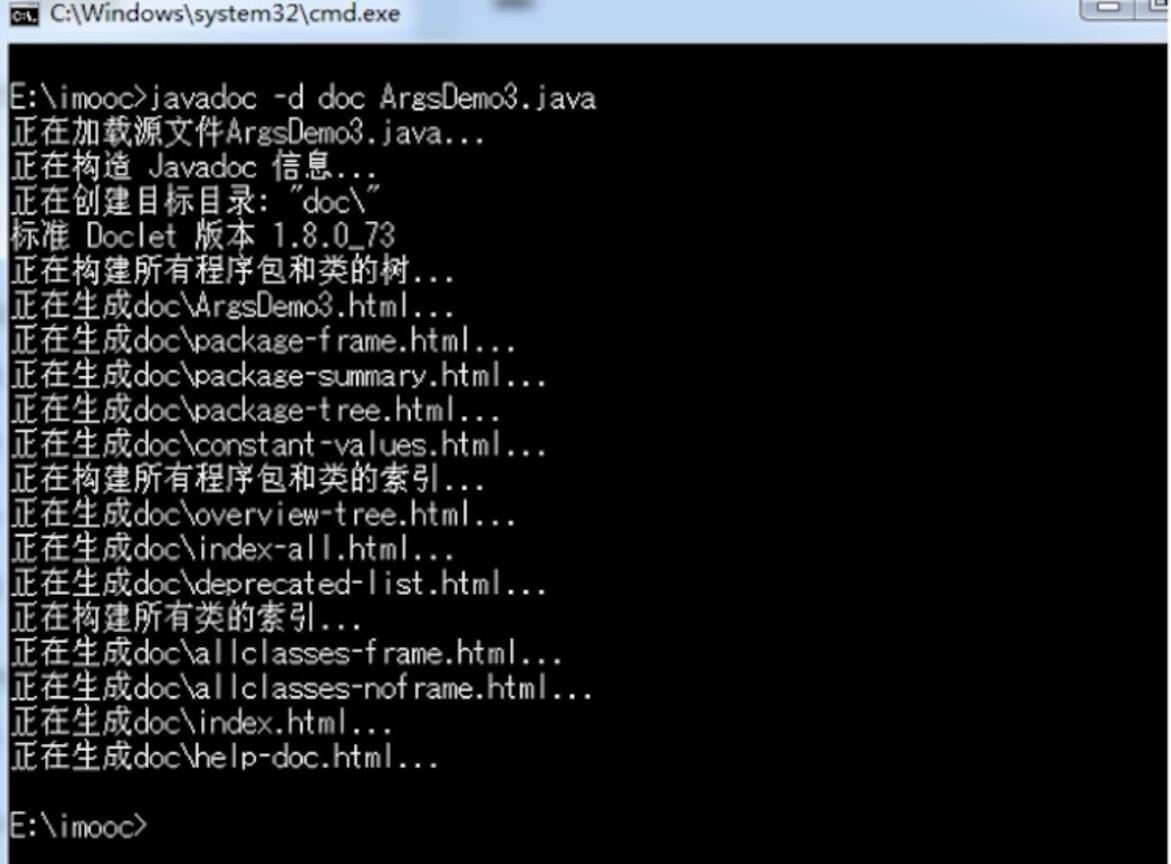 C:\Windows\system32\cmd.exe
E:\imooc>javadoc -d doc ArgsDemo3.java
正在加载源文件ArgsDemo3.java...
正在构造 Javadoc 信息...
正在创建目标目录: "doc\"
标准 Doclet 版本 1.8.0_73
正在构建所有程序包和类的树...
正在生成doc\ArgsDemo3.html...
正在生成doc\package-frame.html...
正在生成doc\package-summary.html...
正在生成doc\package-tree.html...
正在生成doc\constant-values.html...
正在构建所有程序包和类的索引...
正在生成doc\overview-tree.html...
正在生成doc\index-all.html...
正在生成doc\deprecated-list.html...
正在构建所有类的索引...
正在生成doc\allclasses-frame.html...
正在生成doc\allclasses-noframe.html...
正在生成doc\index.html...
正在生成doc\help-doc.html...
E:\imooc>